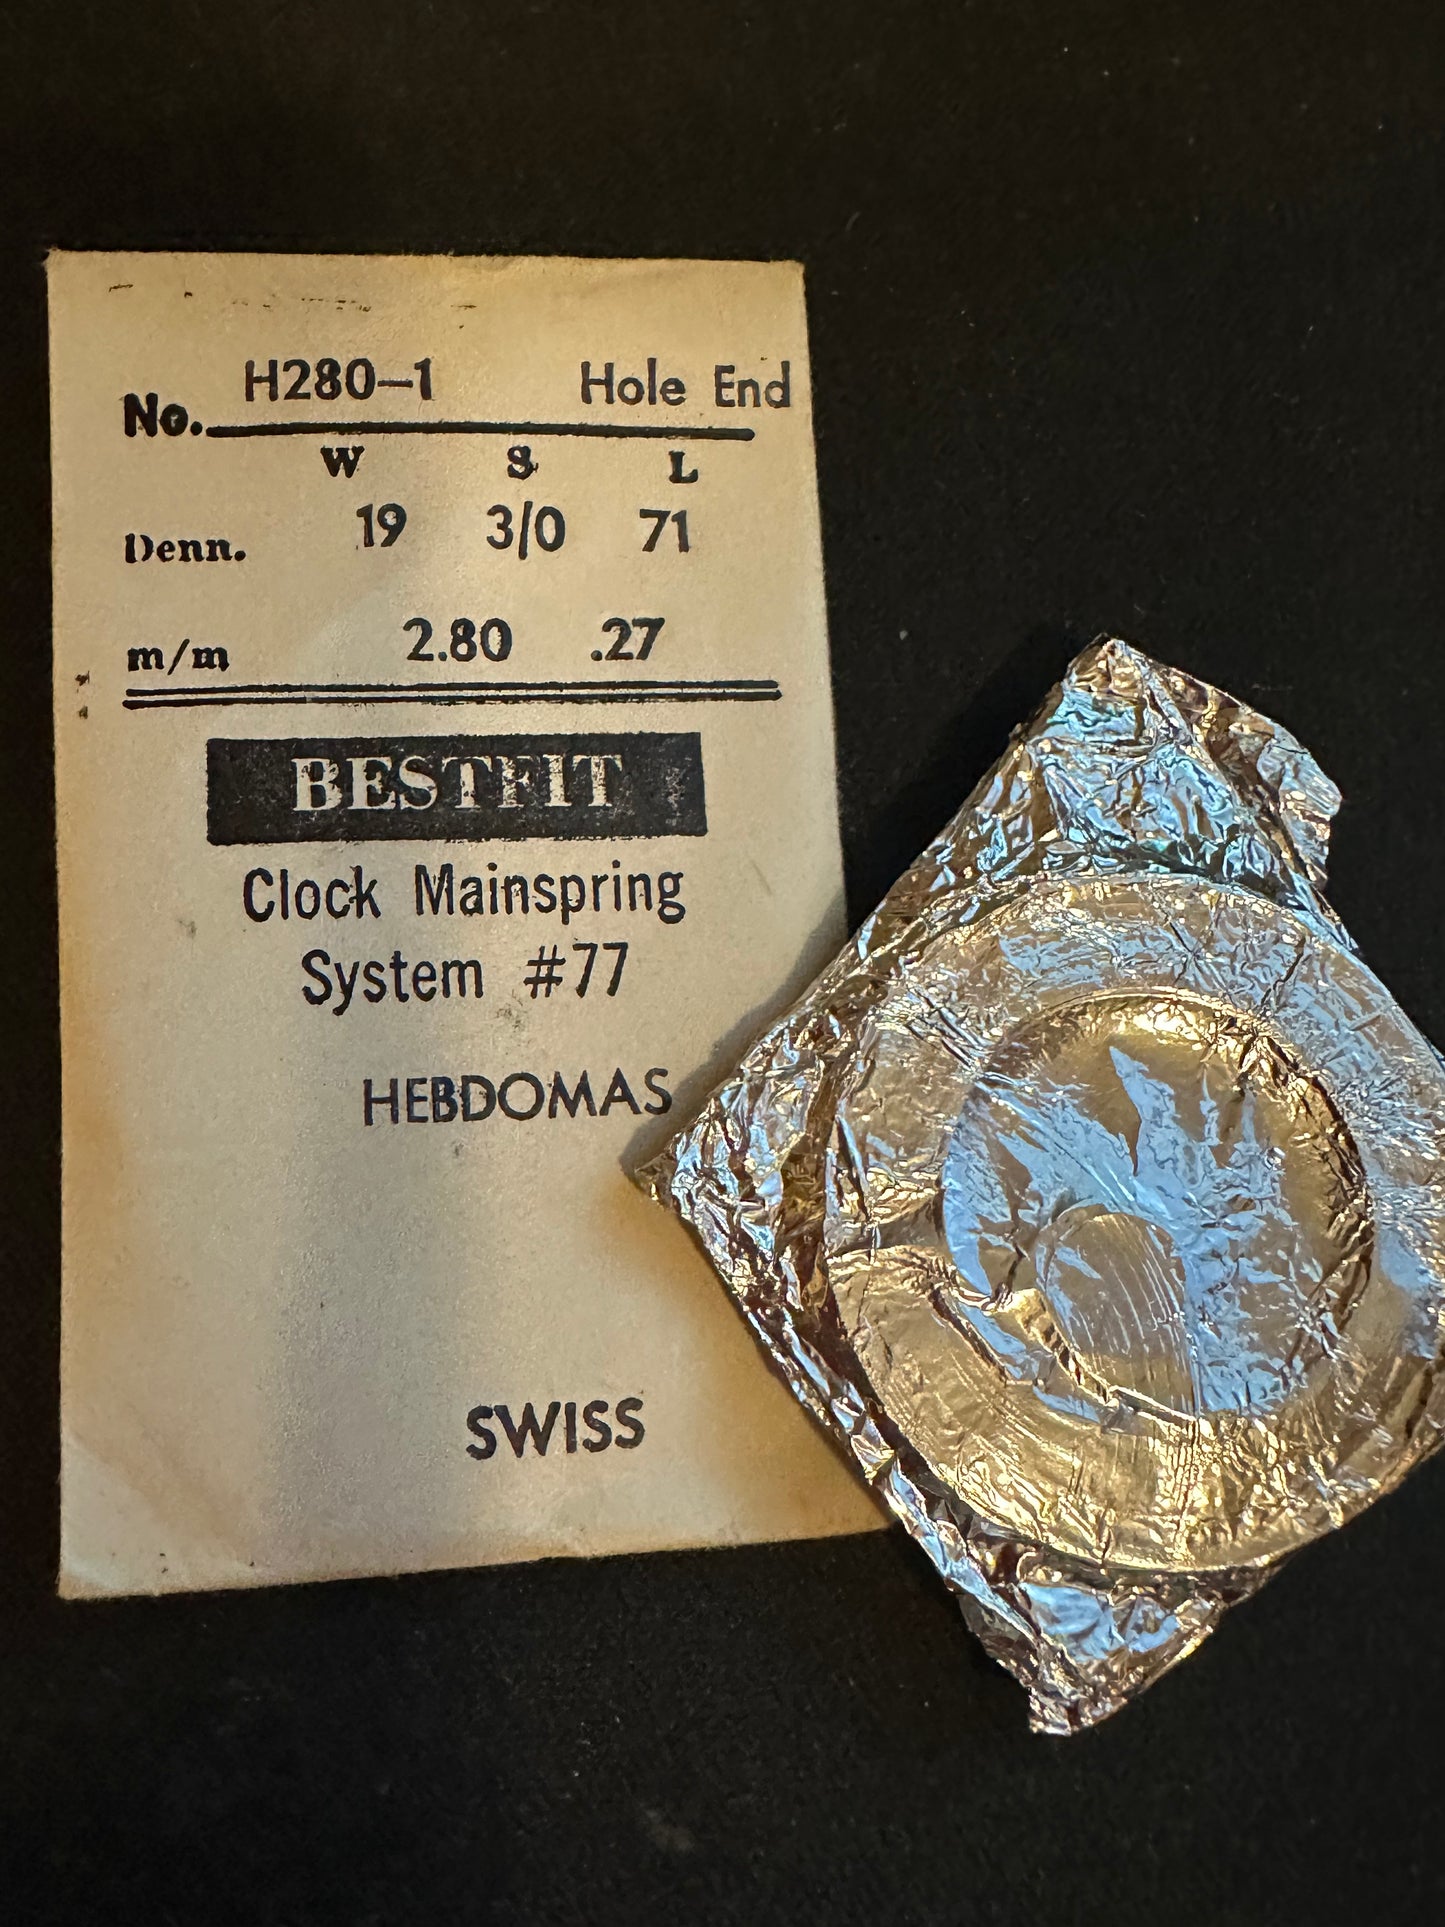 No. H280-1 Hole End
W S L
Denn. 19 3/0 71
m/m 2.80 .27
BESTFIT
Clock Mainspring
System #77
HEBDOMAS
SWISS